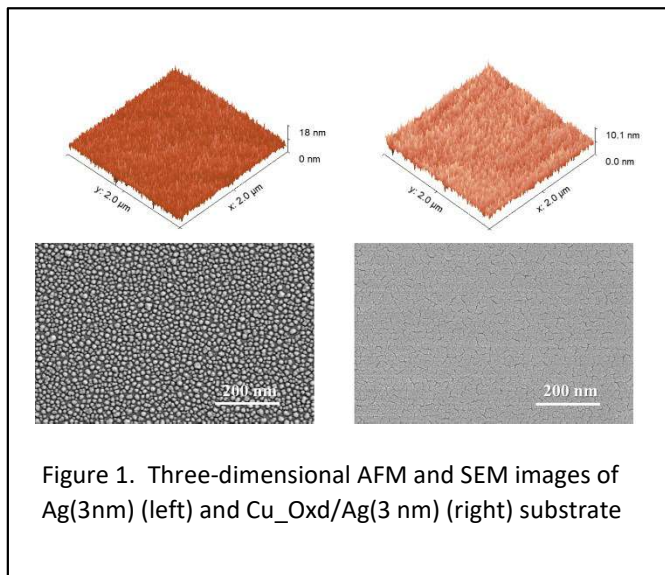 18 nm
0 nm
y: 2.0 µm
x: 2.0 µm
10.1 nm
0.0 nm
y: 2.0 µm
x: 2.0 µm
200 nm
200 nm
Figure 1.  Three-dimensional AFM and SEM images of
Ag(3nm) (left) and Cu_Oxd/Ag(3 nm) (right) substrate